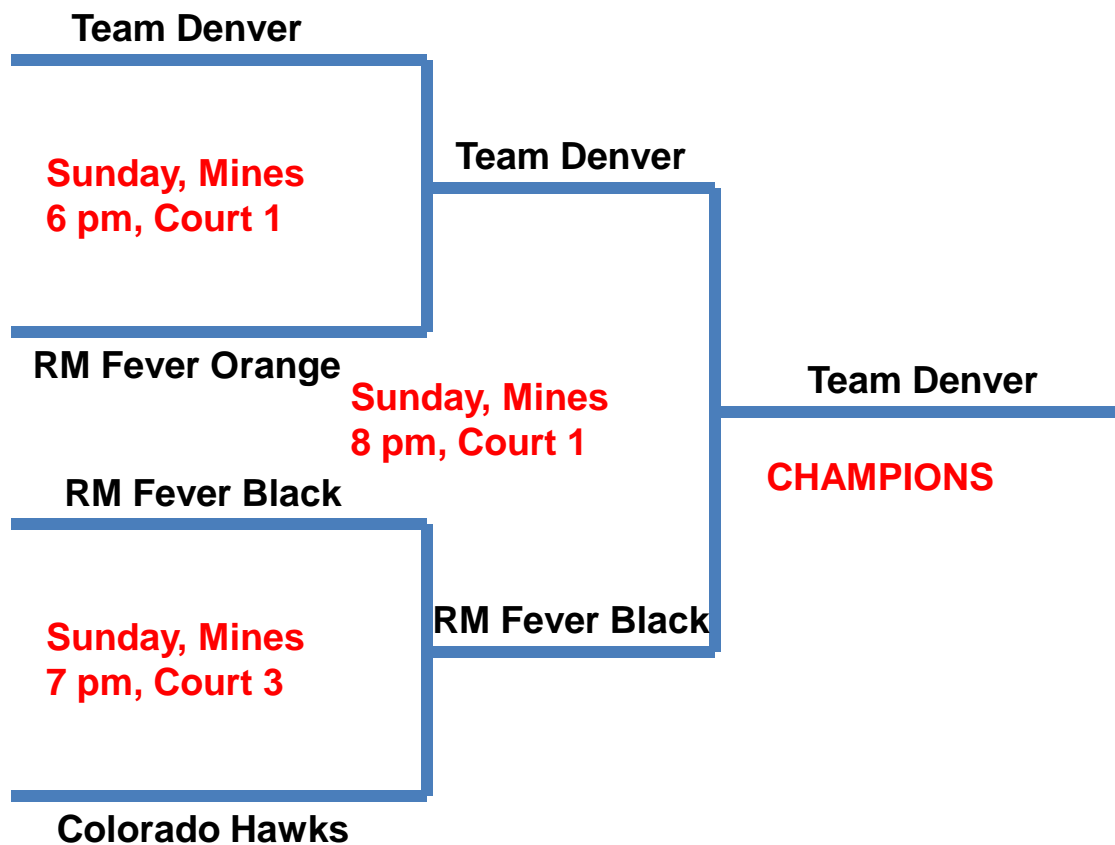 Team Denver
Sunday, Mines
6 pm, Court 1
Team Denver
RM Fever Orange
Sunday, Mines
8 pm, Court 1
Team Denver
CHAMPIONS
RM Fever Black
Sunday, Mines
7 pm, Court 3
RM Fever Black
Colorado Hawks